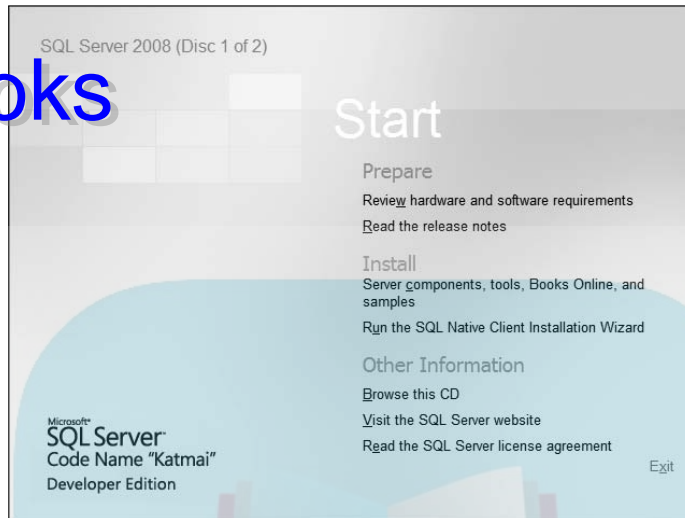 SQL Server 2008 (Disc 1 of 2)
Start
Prepare
Review hardware and software requirements
Read the release notes
Install
Server components, tools, Books Online, and
samples
Run the SQL Native Client Installation Wizard
Other Information
Browse this CD
Visit the SQL Server website
Read the SQL Server license agreement
Exit
Microsoft
SQL Server
Code Name “Katmai”
Developer Edition